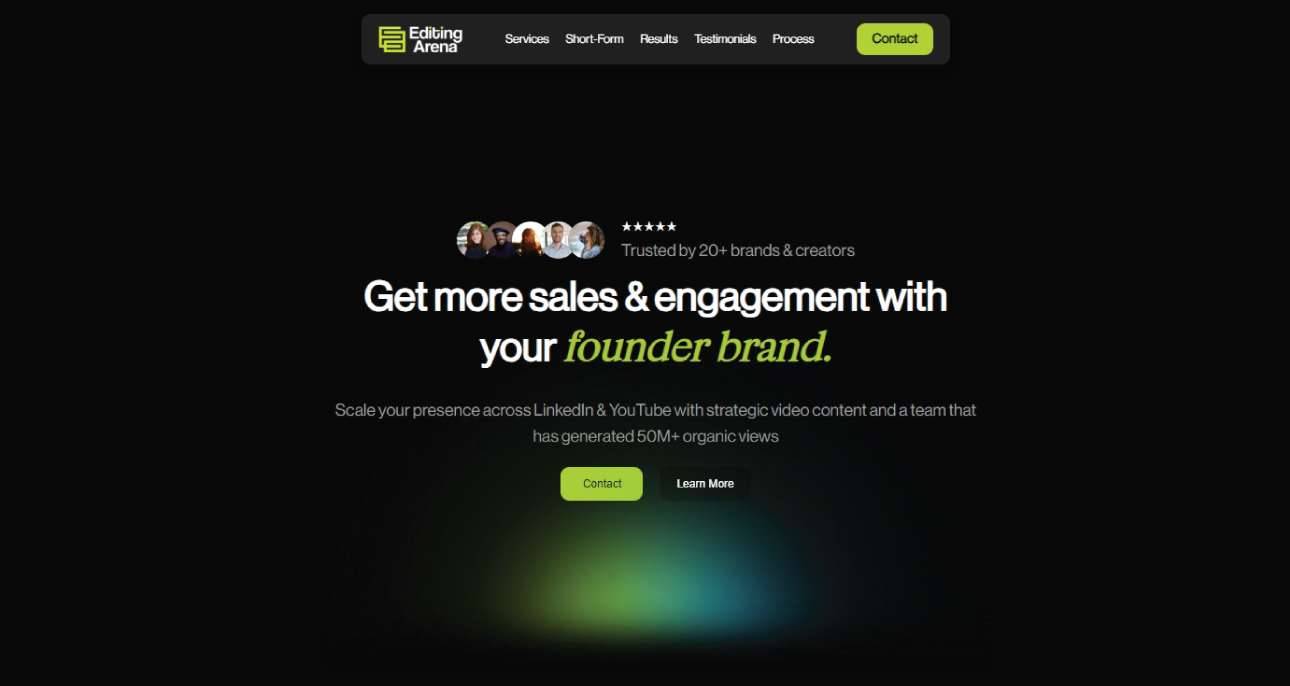 Editing
Arena
Services
Short-Form
Results
Testimonials
Process
Contact
★★★★★
Trusted by 20+ brands & creators
Get more sales & engagement with
your founder brand.
Scale your presence across LinkedIn & YouTube with strategic video content and a team that
has generated 50M+ organic views
Contact
Learn More